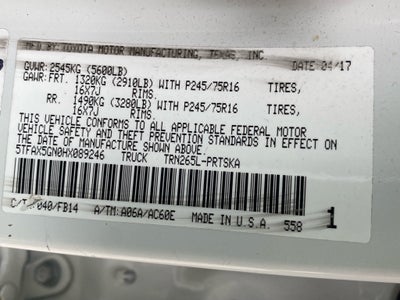 MFD BY TOYOTA MOTOR MANUFACTURING, TEXAS, INC. DATE 04/17
GVWR: 2545KG (5600LB)
GAWR: FRT. 1320KG (2910LB) WITH P245/75R16 TIRES,
16X7J RIMS.
RR. 1490KG (3280LB) WITH P245/75R16 TIRES,
16X7J RIMS.
THIS VEHICLE CONFORMS TO ALL APPLICABLE FEDERAL MOTOR
VEHICLE SAFETY AND THEFT PREVENTION STANDARDS IN EFFECT ON
THE DATE OF MANUFACTURE SHOWN ABOVE.
5TFAX5GN0HX089246 TRUCK TRN265L-PRTSKA
C/T: 040/FB14 A/TM: A06A/AC60E MADE IN U.S.A. 558 1